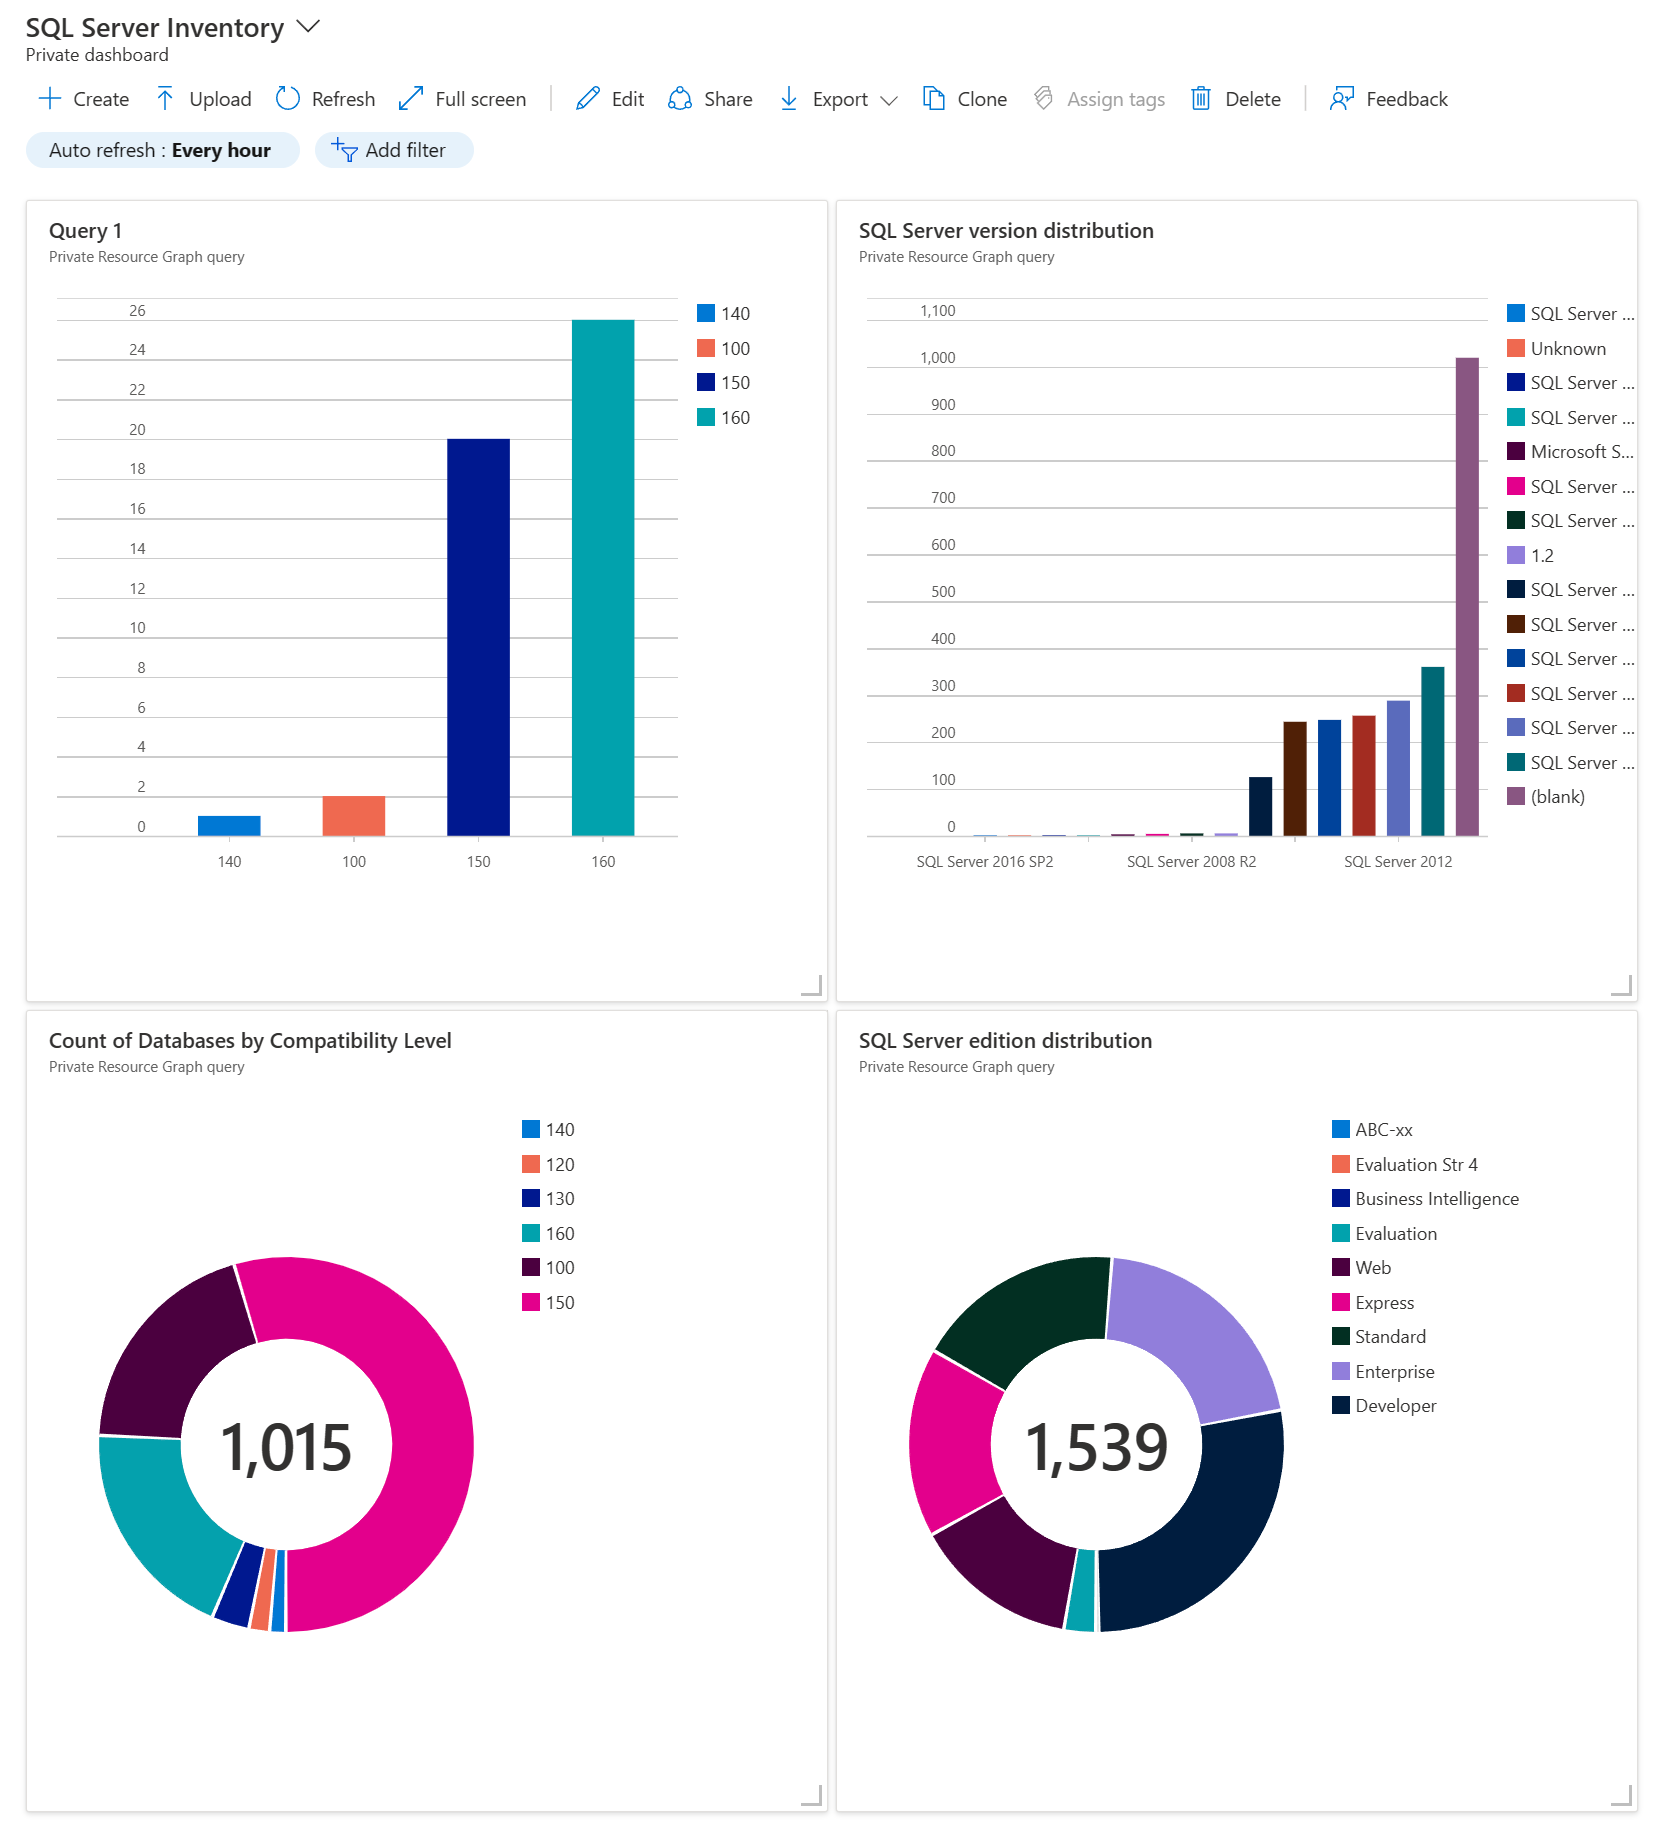 SQL Server Inventory
Private dashboard
Create Upload Refresh Full screen Edit Share Export Clone Assign tags Delete Feedback
Auto refresh : Every hour Add filter
Query 1
Private Resource Graph query
26
24
22
20
18
16
14
12
10
8
6
4
2
0
140 100 150 160
140
100
150
160
SQL Server version distribution
Private Resource Graph query
1,100
1,000
900
800
700
600
500
400
300
200
100
0
SQL Server 2016 SP2 SQL Server 2008 R2 SQL Server 2012
SQL Server ...
Unknown
SQL Server ...
SQL Server ...
Microsoft S...
SQL Server ...
SQL Server ...
1.2
SQL Server ...
SQL Server ...
SQL Server ...
SQL Server ...
SQL Server ...
SQL Server ...
(blank)
Count of Databases by Compatibility Level
Private Resource Graph query
140
120
130
160
100
150
1,015
SQL Server edition distribution
Private Resource Graph query
ABC-xx
Evaluation Str 4
Business Intelligence
Evaluation
Web
Express
Standard
Enterprise
Developer
1,539